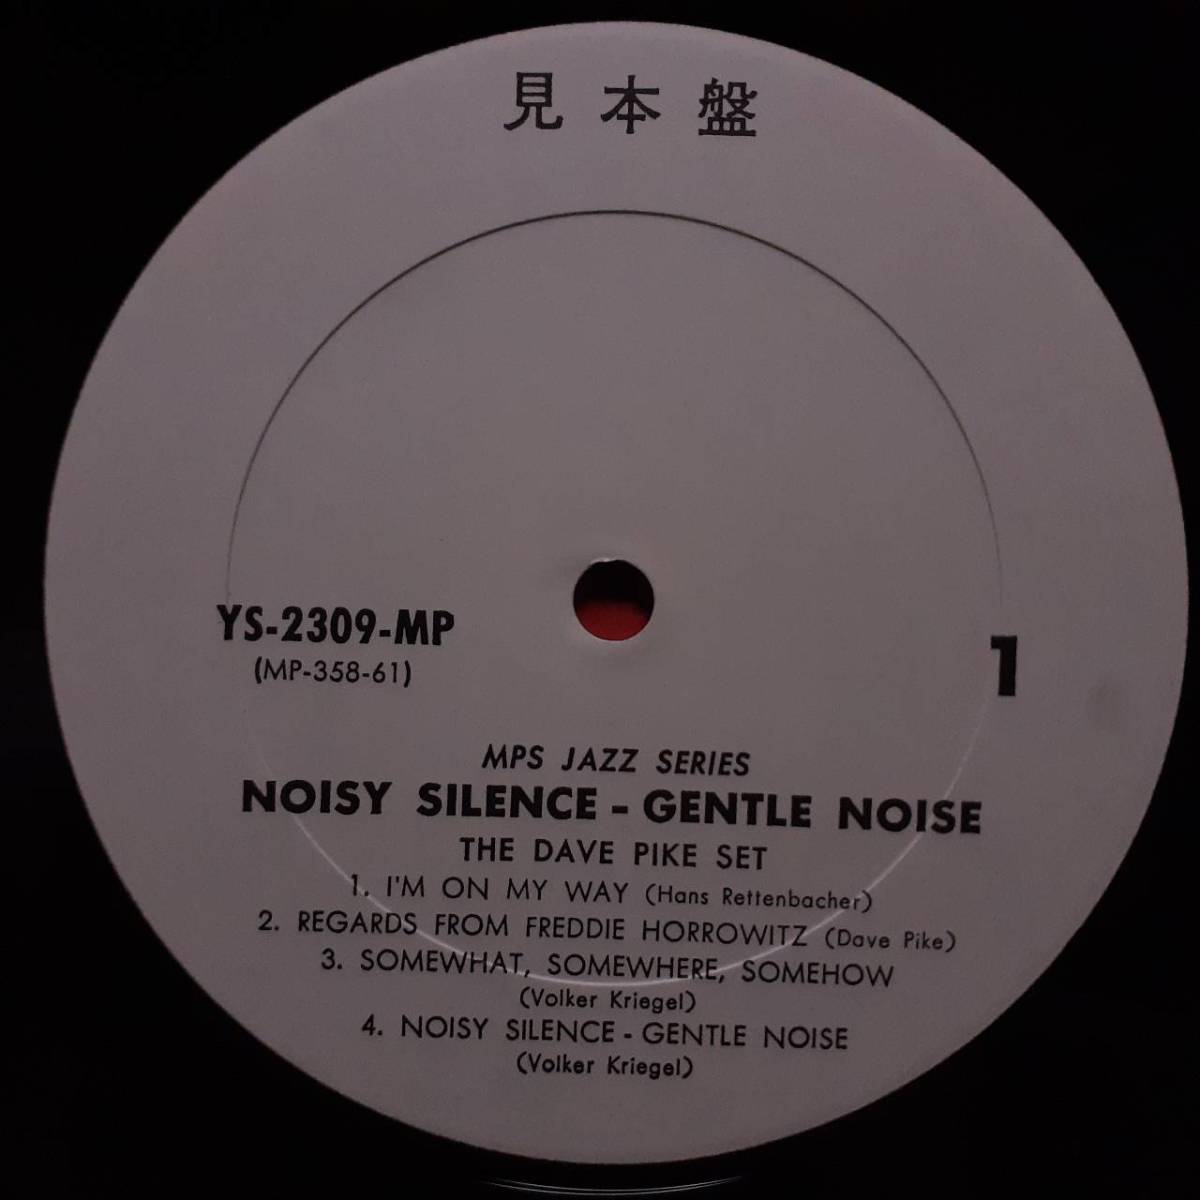 見本盤
YS-2309-MP
(MP-358-61)
1
MPS JAZZ SERIES
NOISY SILENCE - GENTLE NOISE
THE DAVE PIKE SET
1. I'M ON MY WAY (Hans Rettenbacher)
2. REGARDS FROM FREDDIE HORROWITZ (Dave Pike)
3. SOMEWHAT, SOMEWHERE, SOMEHOW
(Volker Kriegel)
4. NOISY SILENCE - GENTLE NOISE
(Volker Kriegel)